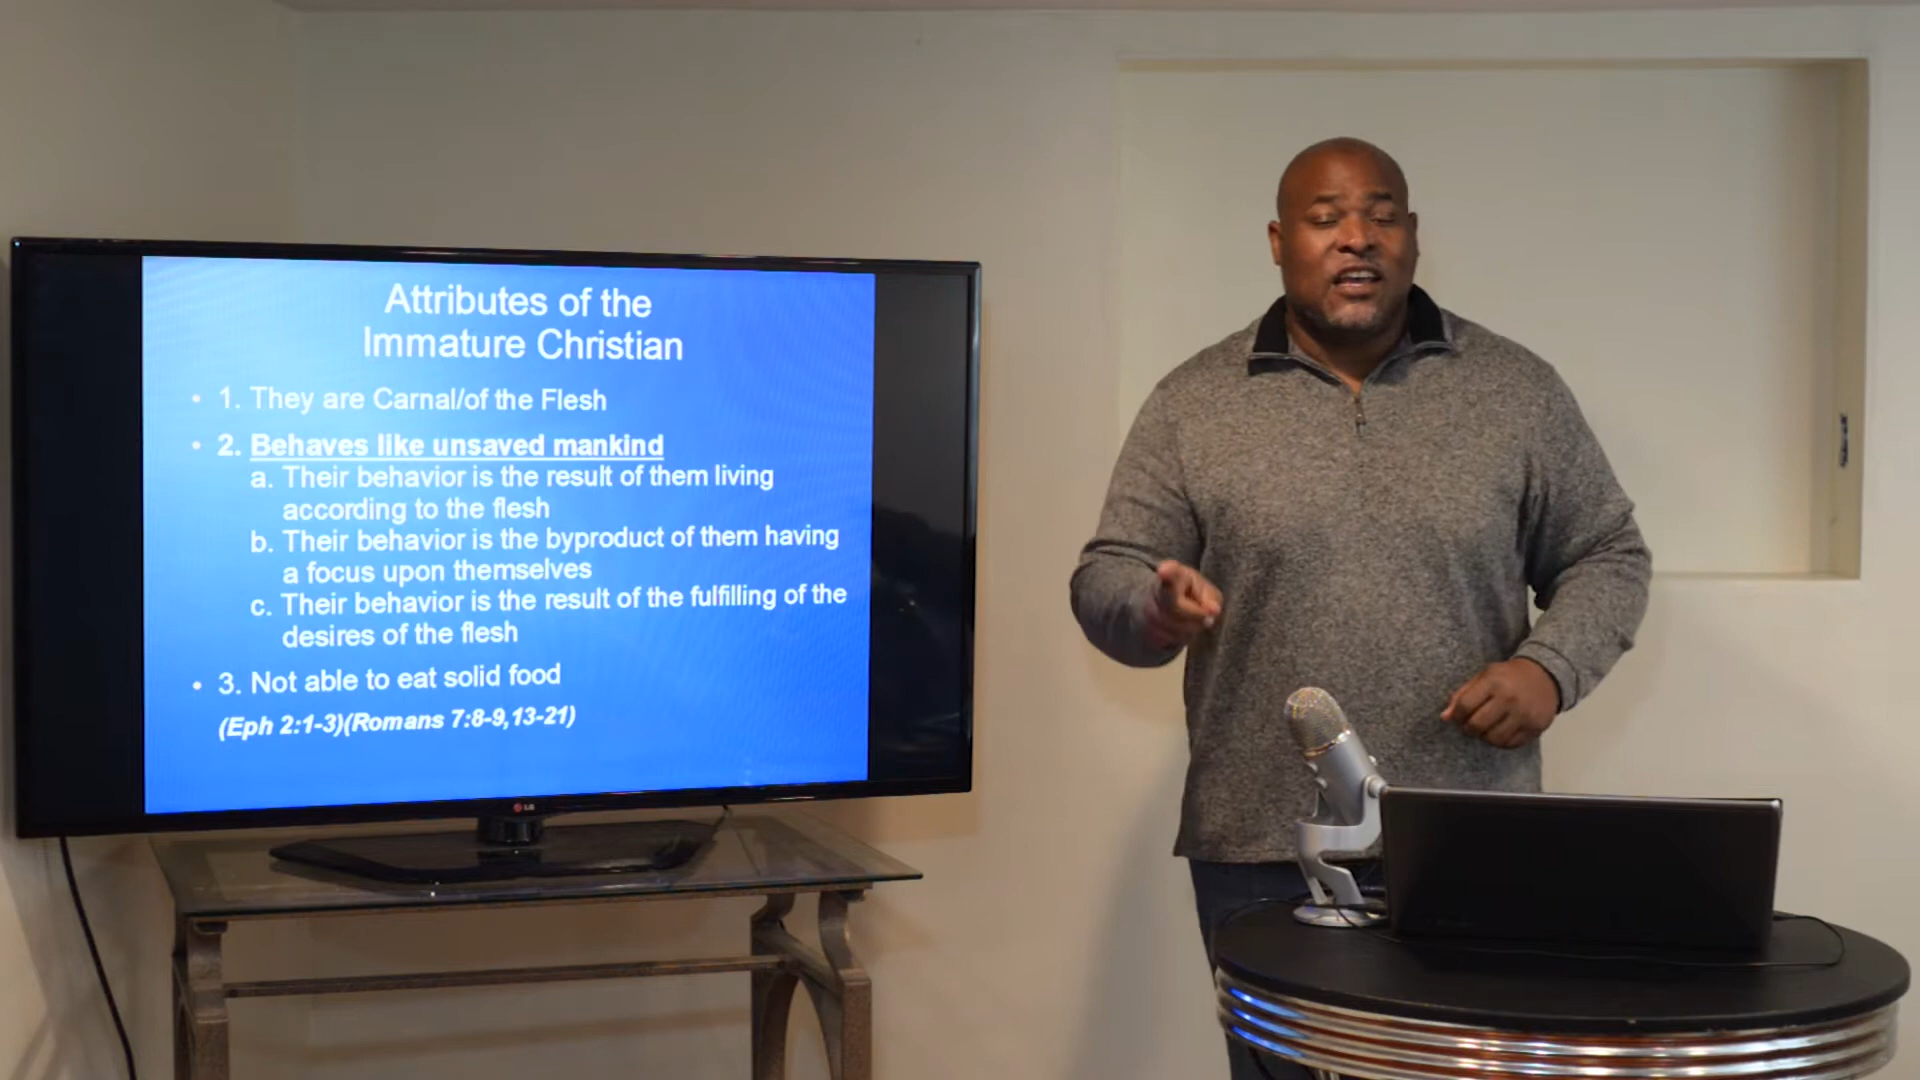 Attributes of the
Immature Christian
• 1. They are Carnal/of the Flesh
• 2. Behaves like unsaved mankind
a. Their behavior is the result of them living
according to the flesh
b. Their behavior is the byproduct of them having
a focus upon themselves
c. Their behavior is the result of the fulfilling of the
desires of the flesh
• 3. Not able to eat solid food
(Eph 2:1-3)(Romans 7:8-9,13-21)
LG